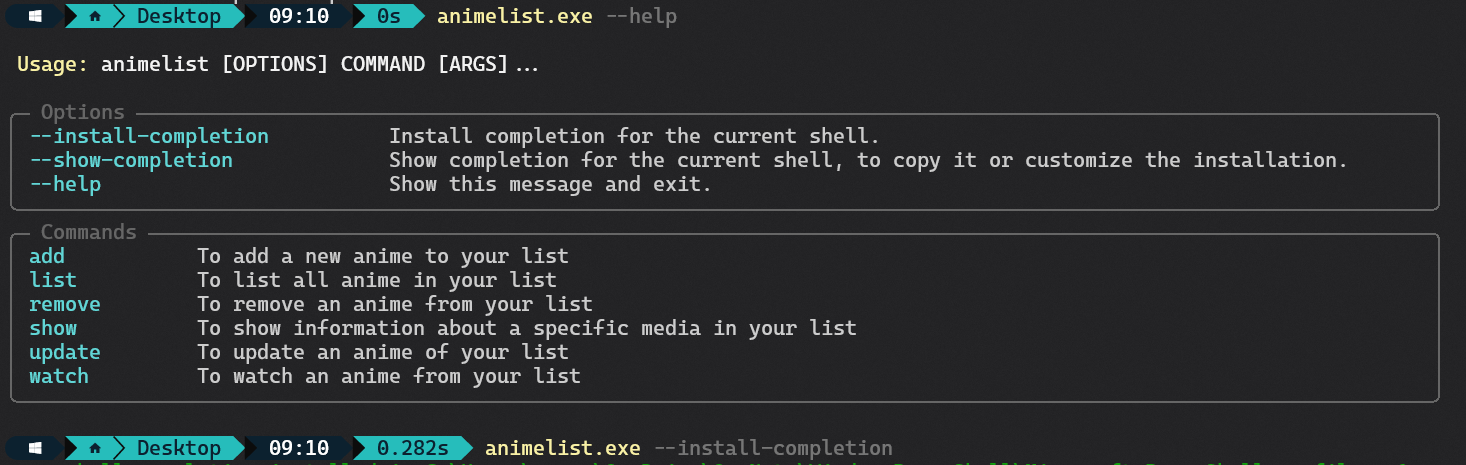 Desktop 09:10 0s animelist.exe --help
Usage: animelist [OPTIONS] COMMAND [ARGS]...
Options
--install-completion Install completion for the current shell.
--show-completion Show completion for the current shell, to copy it or customize the installation.
--help Show this message and exit.
Commands
add To add a new anime to your list
list To list all anime in your list
remove To remove an anime from your list
show To show information about a specific media in your list
update To update an anime of your list
watch To watch an anime from your list
Desktop 09:10 0.282s animelist.exe --install-completion